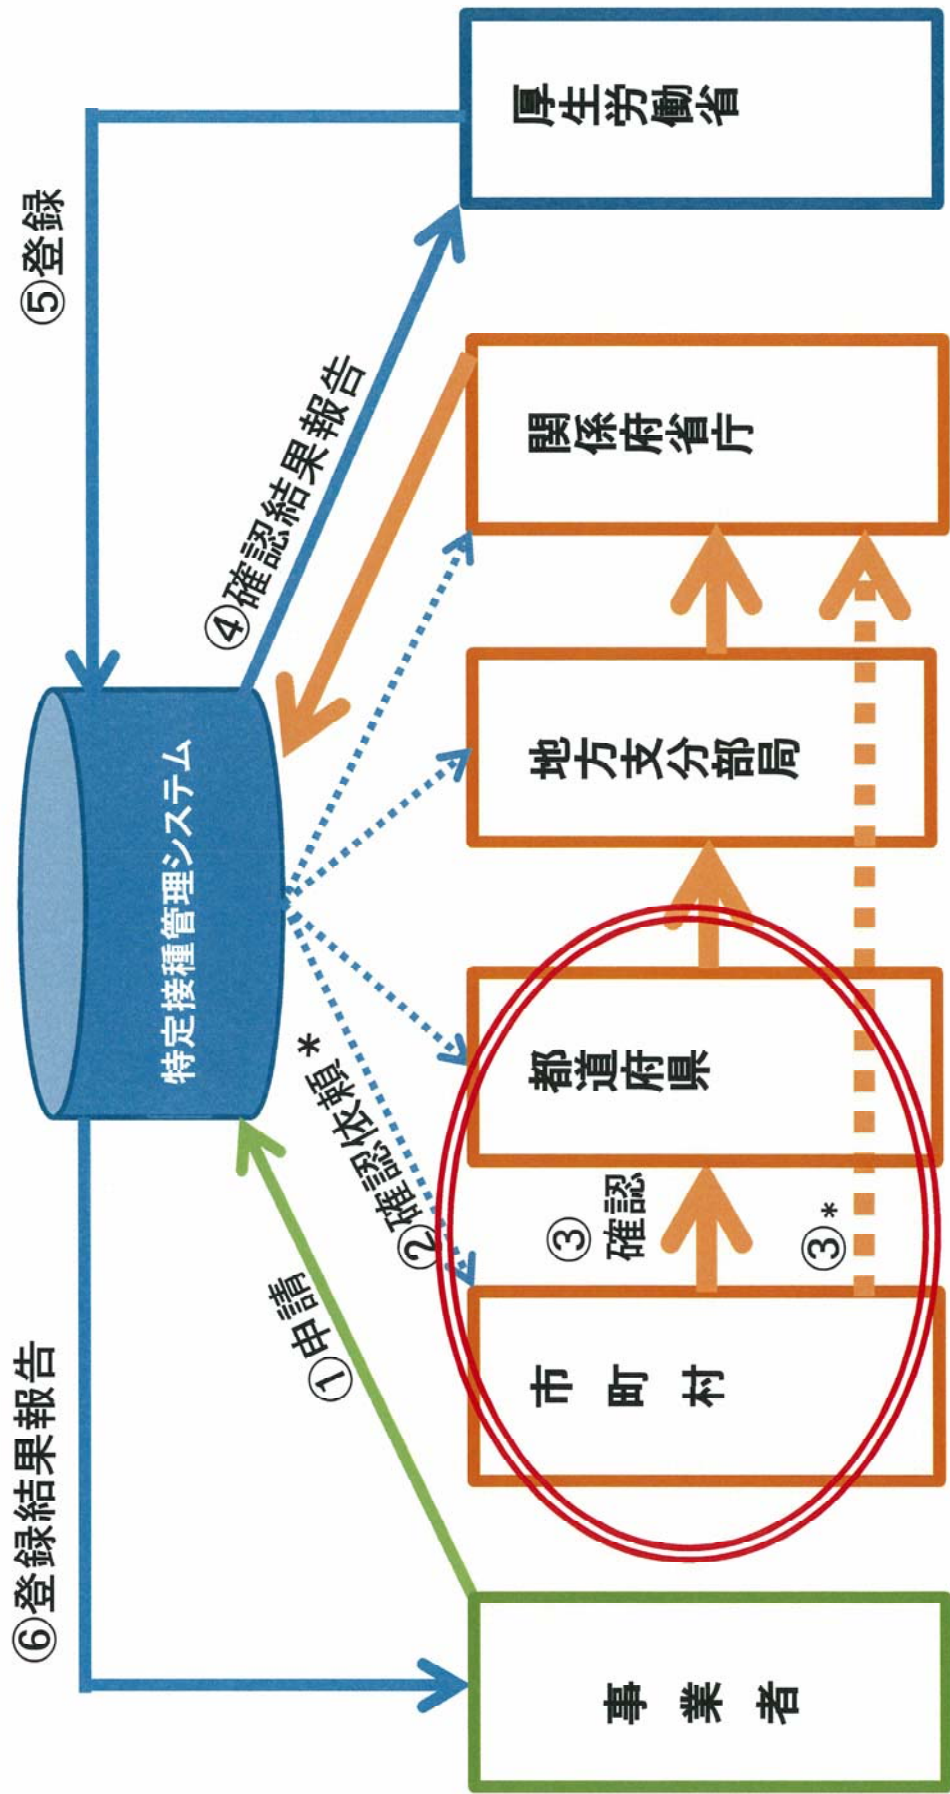 ⑥登録結果報告
⑤登録
特定接種管理システム
①申請
②確認依頼*
④確認結果報告
事業者
市町村
③
確認
③*
都道府県
地方支分部局
関係府省庁
厚生労働省